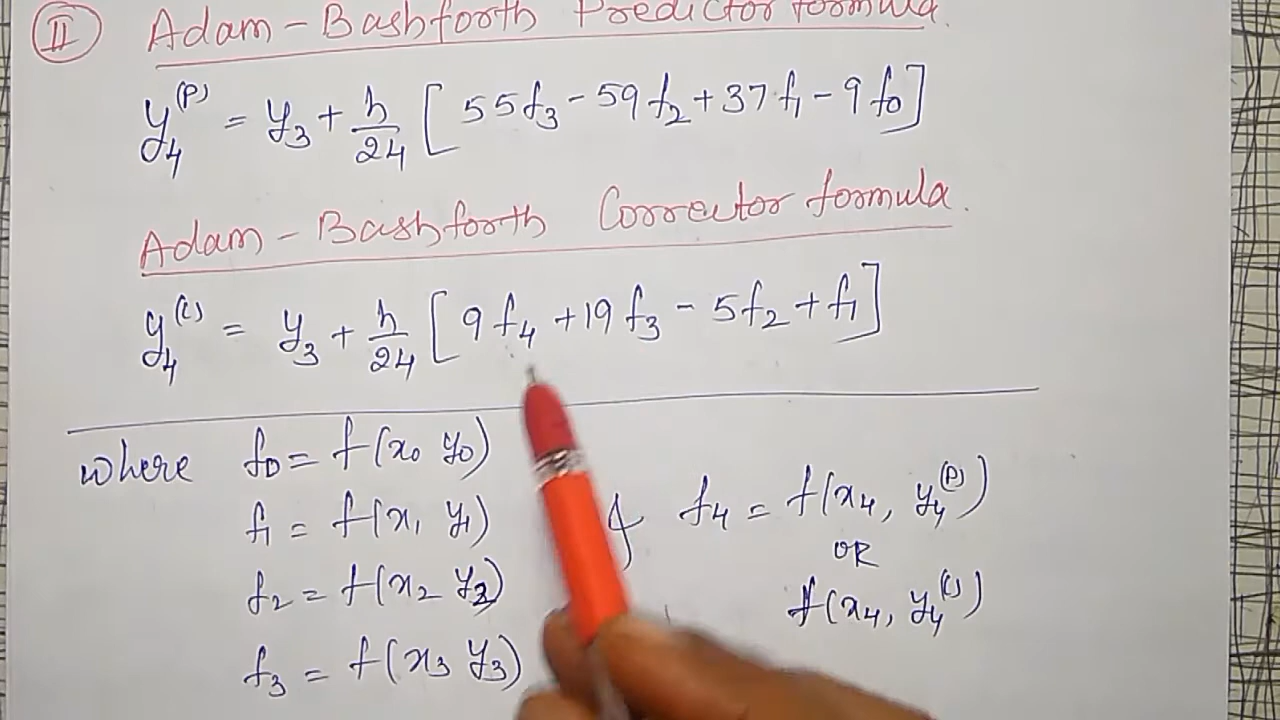 II Adam - Bashforth Predictor formula.
y₄⁽ᴾ⁾ = y₃ + h/24 [ 55f₃ - 59f₂ + 37f₁ - 9f₀ ]
Adam - Bashforth Corrector formula.
y₄⁽ᶜ⁾ = y₃ + h/24 [ 9f₄ + 19f₃ - 5f₂ + f₁ ]
where f₀ = f(x₀ y₀)
f₁ = f(x₁ y₁) & f₄ = f(x₄, y₄⁽ᴾ⁾)
OR
f₂ = f(x₂ y₂) f(x₄, y₄⁽ᶜ⁾)
f₃ = f(x₃ y₃)